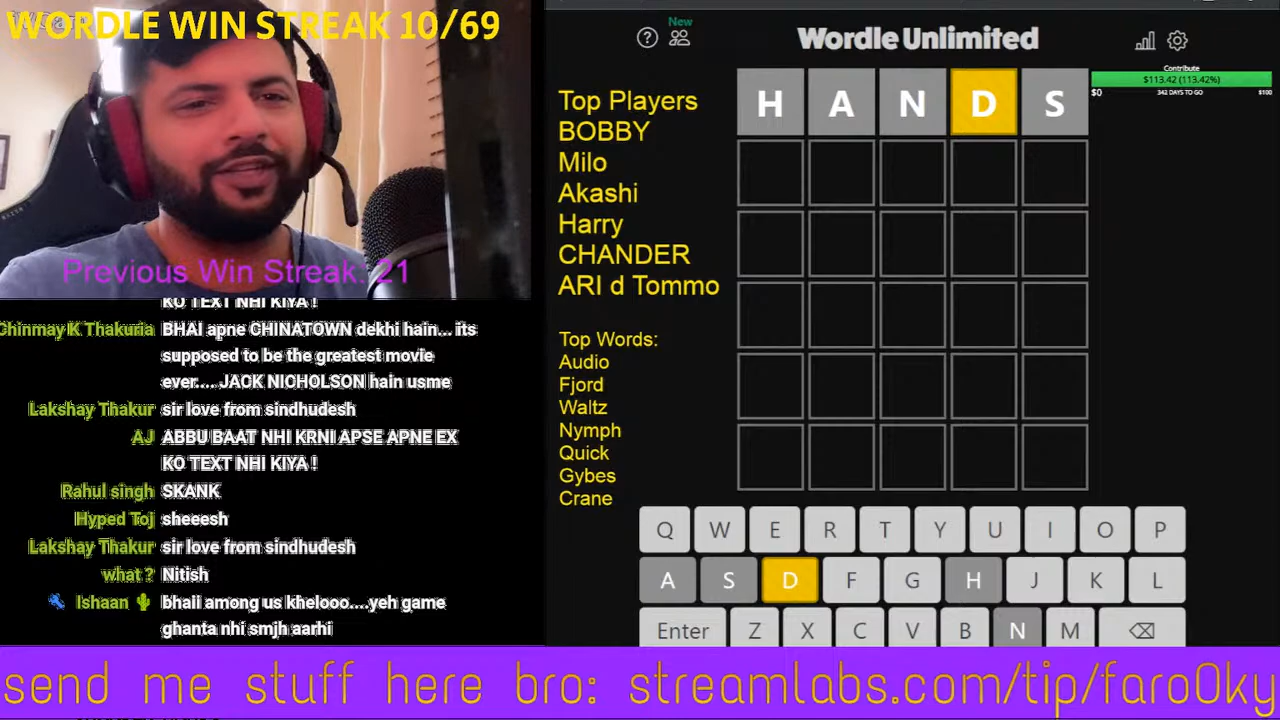 WORDLE WIN STREAK 10/69
Previous Win Streak: 21
KO TEXT NHI KIYA !
Chinmay K Thakuria BHAI apne CHINATOWN dekhi hain... its
supposed to be the greatest movie
ever.... JACK NICHOLSON hain usme
Lakshay Thakur sir love from sindhudesh
AJ ABBU BAAT NHI KRNI APSE APNE EX
KO TEXT NHI KIYA !
Rahul singh SKANK
Hyped Toj sheeesh
Lakshay Thakur sir love from sindhudesh
what ? Nitish
Ishaan bhaii among us khelooo....yeh game
ghanta nhi smjh aarhi
New
Wordle Unlimited
Contribute
$113.42 (113.42%)
$0 342 DAYS TO GO $100
Top Players
BOBBY
Milo
Akashi
Harry
CHANDER
ARI d Tommo
Top Words:
Audio
Fjord
Waltz
Nymph
Quick
Gybes
Crane
H A N D S
Q W E R T Y U I O P
A S D F G H J K L
Enter Z X C V B N M
send me stuff here bro: streamlabs.com/tip/faro0ky